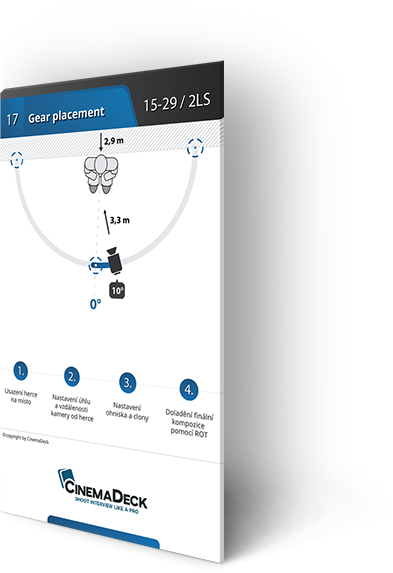 17 Gear placement 15-29 / 2LS
2,9 m
3,3 m
10°
0°
1.
Usazení herce
na místo
2.
Nastavení úhlu
a vzdálenosti
kamery od herce
3.
Nastavení
ohniska a clony
4.
Doladění finální
kompozice
pomocí ROT
©copyright by CinemaDeck
CINEMADECK
SHOOT INTERVIEW LIKE A PRO